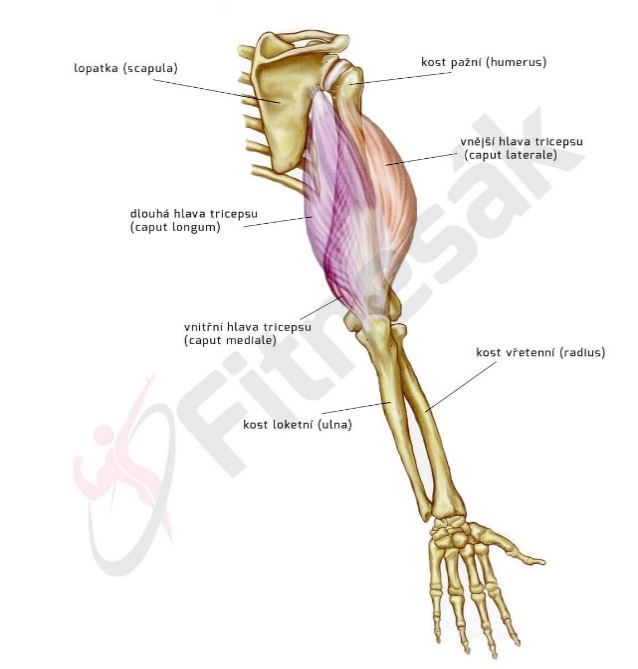 lopatka (scapula)
kost pažní (humerus)
vnější hlava tricepsu
(caput laterale)
dlouhá hlava tricepsu
(caput longum)
vnitřní hlava tricepsu
(caput mediale)
kost vřetenní (radius)
kost loketní (ulna)
Fitnesák